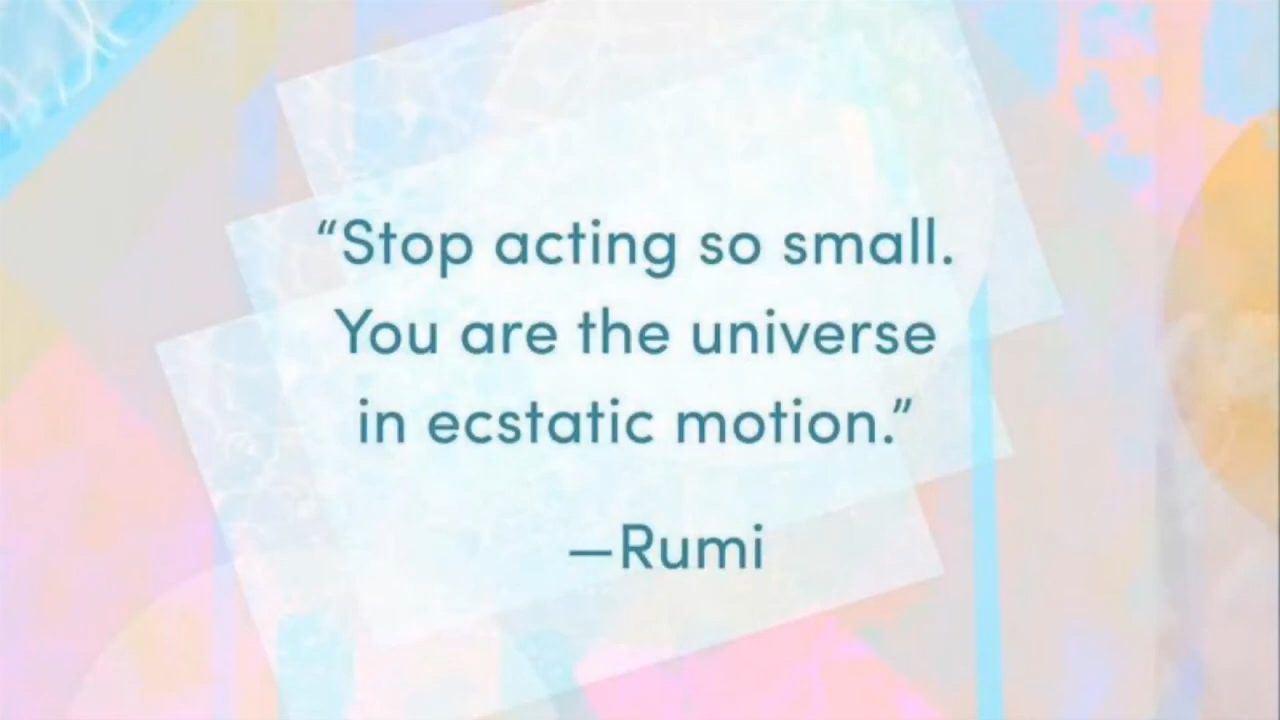 “Stop acting so small.
You are the universe
in ecstatic motion.”
—Rumi